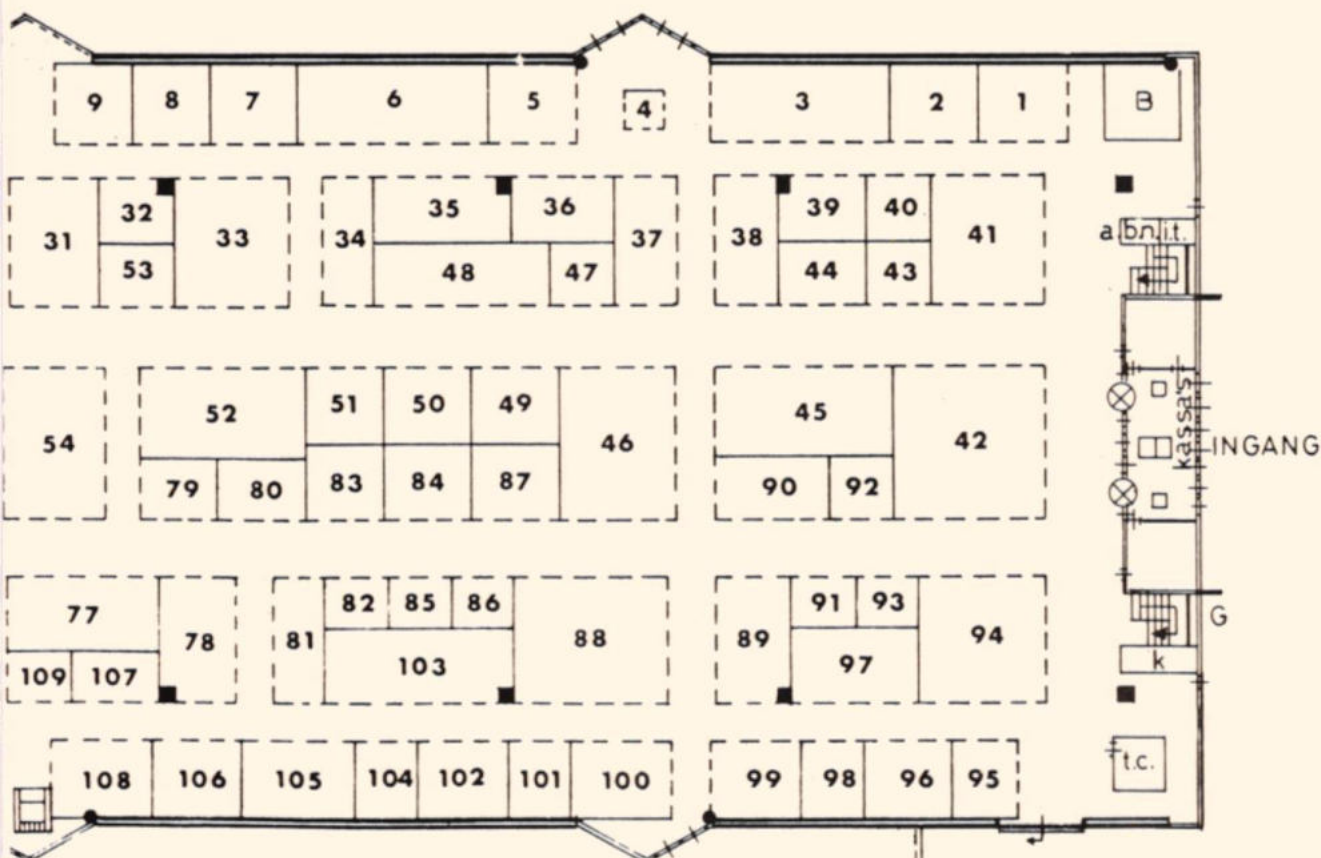 9 8 7 6 5 4 3 2 1 B
32 35 36 39 40
31 33 34 37 38 41 a.b.n.i.t.
53 48 47 44 43
52 51 50 49 45
54 46 42 kassa's INGANG
79 80 83 84 87 90 92
77 82 85 86 91 93 G
78 81 88 89 94
109 107 103 97 k
108 106 105 104 102 101 100 99 98 96 95 t.c.